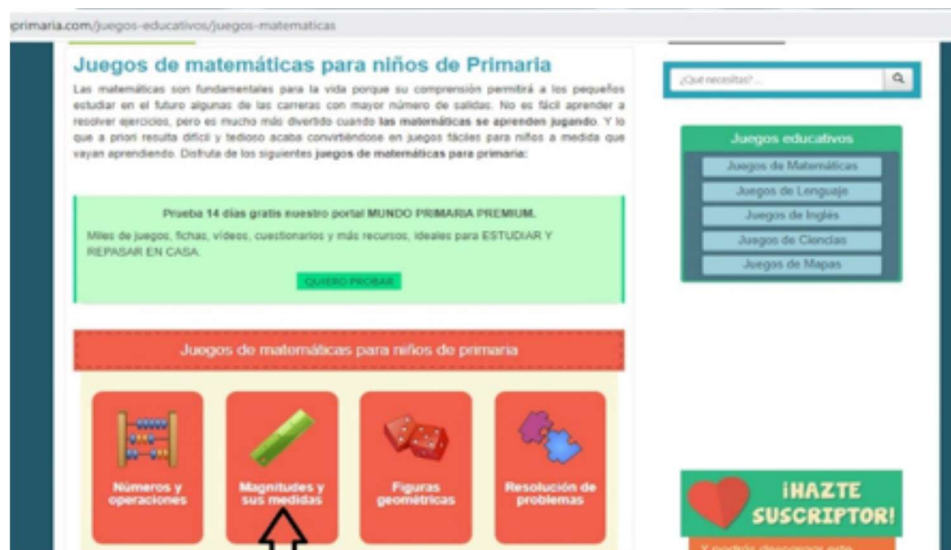 primaria.com/juegos-educativos/juegos-matematicas
Juegos de matemáticas para niños de Primaria
Las matemáticas son fundamentales para la vida porque su comprensión permitirá a los pequeños
estudiar en el futuro algunas de las carreras con mayor número de salidas. No es fácil aprender a
resolver ejercicios, pero es mucho más divertido cuando las matemáticas se aprenden jugando. Y lo
que a priori resulta difícil y tedioso acaba convirtiéndose en juegos fáciles para niños a medida que
vayan aprendiendo. Disfruta de los siguientes juegos de matemáticas para primaria:
Prueba 14 días gratis nuestro portal MUNDO PRIMARIA PREMIUM.
Miles de juegos, fichas, vídeos, cuestionarios y más recursos, ideales para ESTUDIAR Y
REPASAR EN CASA.
QUIERO PROBAR
Juegos de matemáticas para niños de primaria
Números y
operaciones
Magnitudes y
sus medidas
Figuras
geométricas
Resolución de
problemas
¿Qué necesitas?...
Juegos educativos
Juegos de Matemáticas
Juegos de Lenguaje
Juegos de Inglés
Juegos de Ciencias
Juegos de Mapas
¡HAZTE
SUSCRIPTOR!
Y podrás descargar este